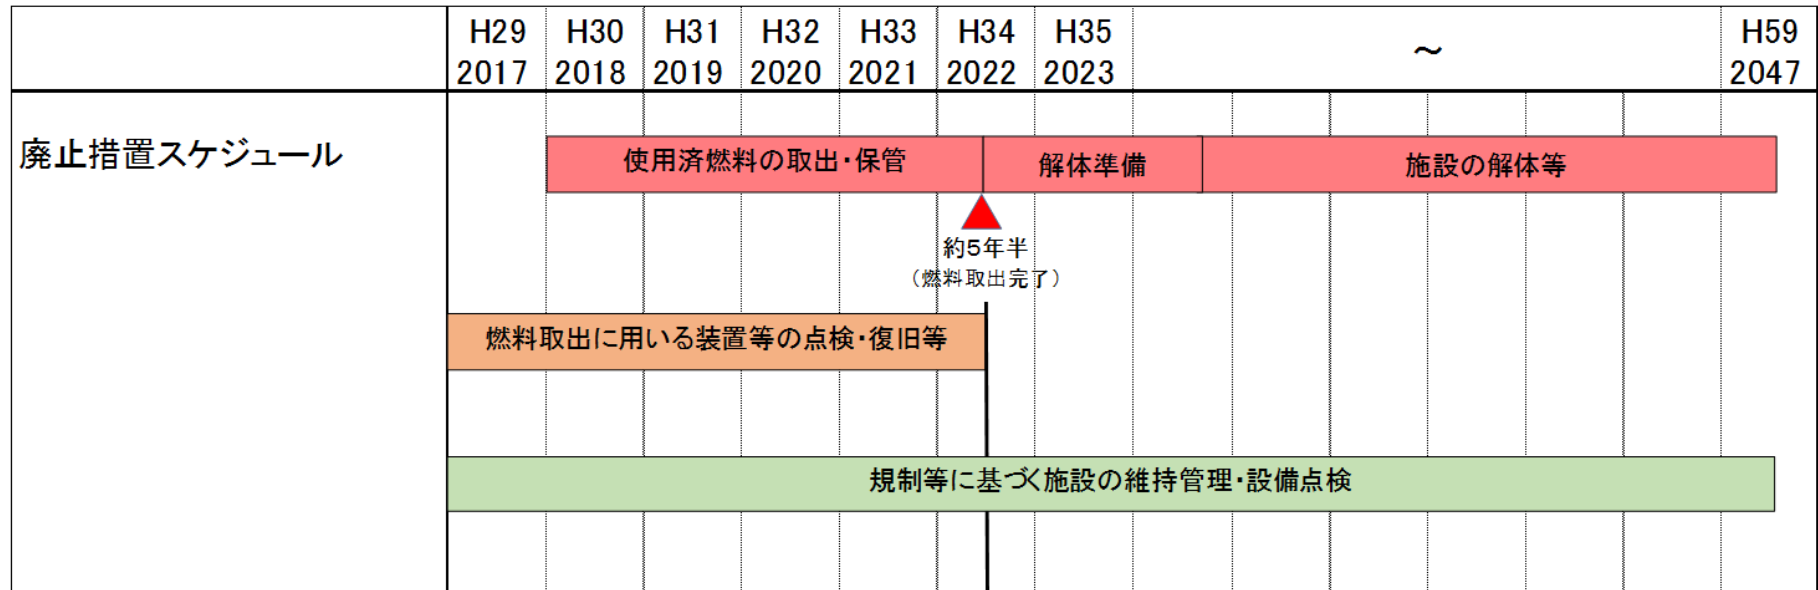 H29 H30 H31 H32 H33 H34 H35 ～ H59
2017 2018 2019 2020 2021 2022 2023 2047
廃止措置スケジュール
使用済燃料の取出・保管 解体準備 施設の解体等
約5年半
（燃料取出完了）
燃料取出に用いる装置等の点検・復旧等
規制等に基づく施設の維持管理・設備点検